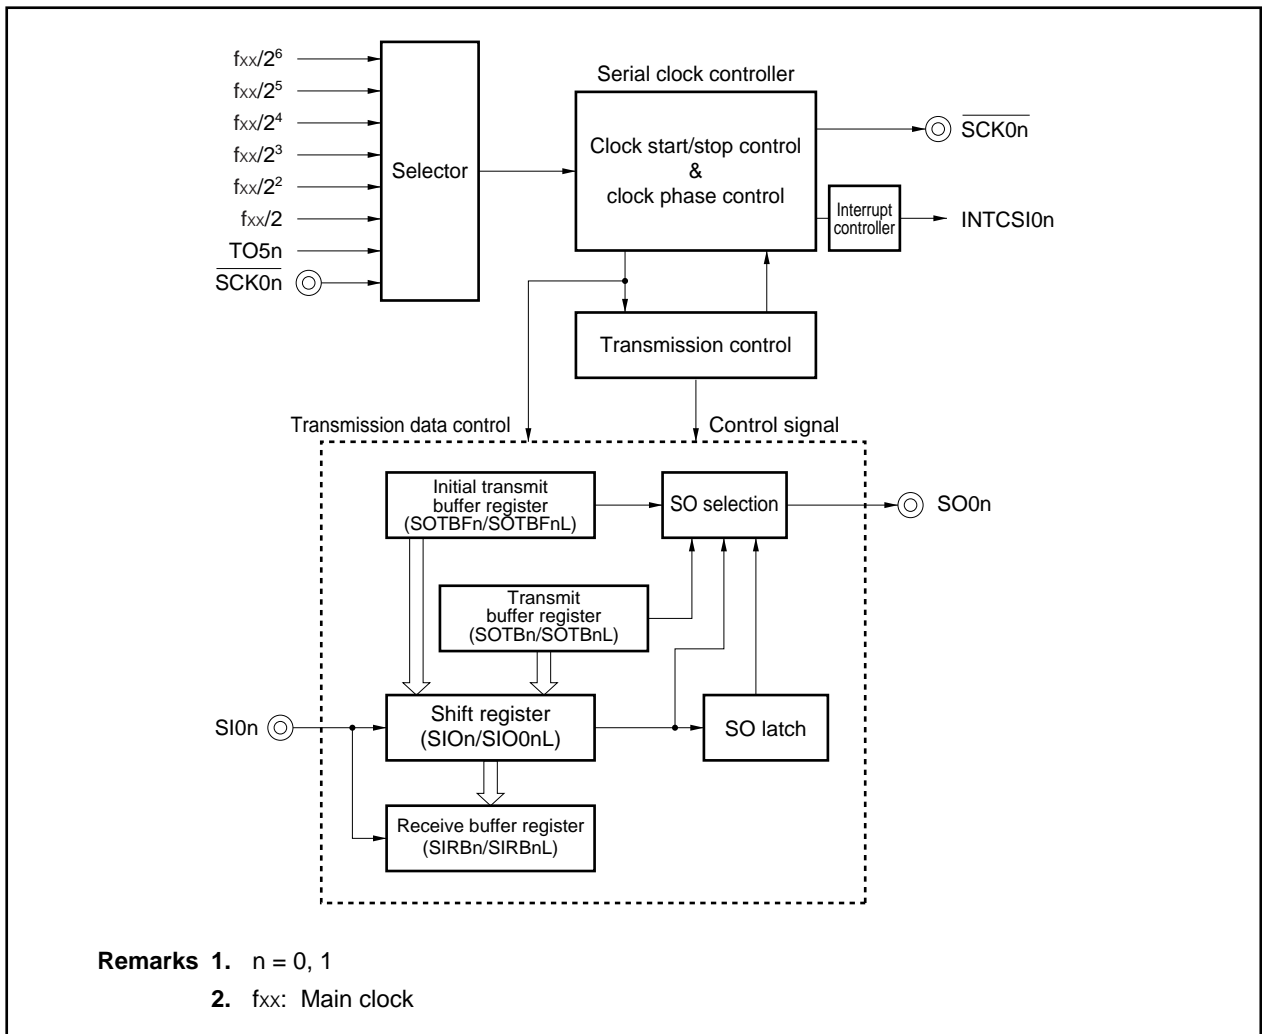 fxx/2⁶
fxx/2⁵
fxx/2⁴
fxx/2³
fxx/2²
fxx/2
TO5n
SCK0n
Selector
Serial clock controller
Clock start/stop control
&
clock phase control
SCK0n
Interrupt
controller
INTCSI0n
Transmission control
Transmission data control
Control signal
Initial transmit
buffer register
(SOTBFn/SOTBFnL)
SO selection
SO0n
Transmit
buffer register
(SOTBn/SOTBnL)
SI0n
Shift register
(SIOn/SIO0nL)
SO latch
Receive buffer register
(SIRBn/SIRBnL)
Remarks 1. n = 0, 1
2. fxx: Main clock